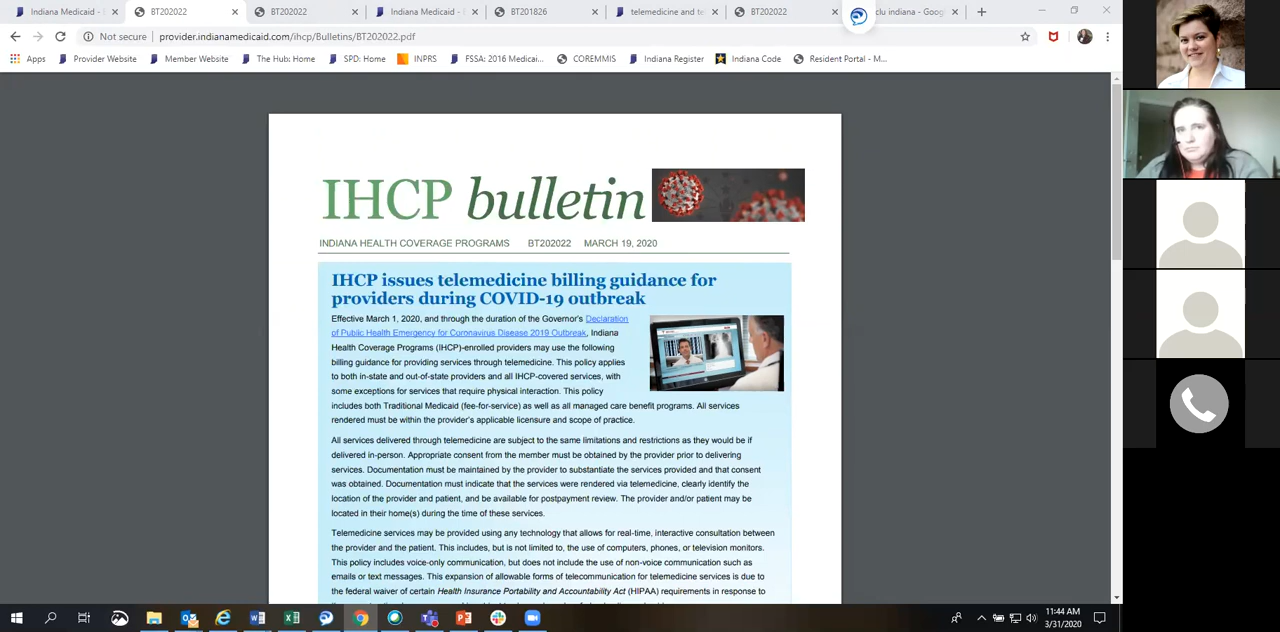 Indiana Medicaid -
BT202022
BT202022
Indiana Medicaid -
BT201826
telemedicine and te
BT202022
clu indiana - Goog
Not secure | provider.indianamedicaid.com/ihcp/Bulletins/BT202022.pdf
Apps
Provider Website
Member Website
The Hub: Home
SPD: Home
INPRS
FSSA: 2016 Medicai...
COREMMIS
Indiana Register
Indiana Code
Resident Portal - M...
IHCP bulletin
INDIANA HEALTH COVERAGE PROGRAMS BT202022 MARCH 19, 2020
IHCP issues telemedicine billing guidance for
providers during COVID-19 outbreak
Effective March 1, 2020, and through the duration of the Governor's Declaration
of Public Health Emergency for Coronavirus Disease 2019 Outbreak, Indiana
Health Coverage Programs (IHCP)-enrolled providers may use the following
billing guidance for providing services through telemedicine. This policy applies
to both in-state and out-of-state providers and all IHCP-covered services, with
some exceptions for services that require physical interaction. This policy
includes both Traditional Medicaid (fee-for-service) as well as all managed care benefit programs. All services
rendered must be within the provider's applicable licensure and scope of practice.
All services delivered through telemedicine are subject to the same limitations and restrictions as they would be if
delivered in-person. Appropriate consent from the member must be obtained by the provider prior to delivering
services. Documentation must be maintained by the provider to substantiate the services provided and that consent
was obtained. Documentation must indicate that the services were rendered via telemedicine, clearly identify the
location of the provider and patient, and be available for postpayment review. The provider and/or patient may be
located in their home(s) during the time of these services.
Telemedicine services may be provided using any technology that allows for real-time, interactive consultation between
the provider and the patient. This includes, but is not limited to, the use of computers, phones, or television monitors.
This policy includes voice-only communication, but does not include the use of non-voice communication such as
emails or text messages. This expansion of allowable forms of telecommunication for telemedicine services is due to
the federal waiver of certain Health Insurance Portability and Accountability Act (HIPAA) requirements in response to
11:44 AM
3/31/2020